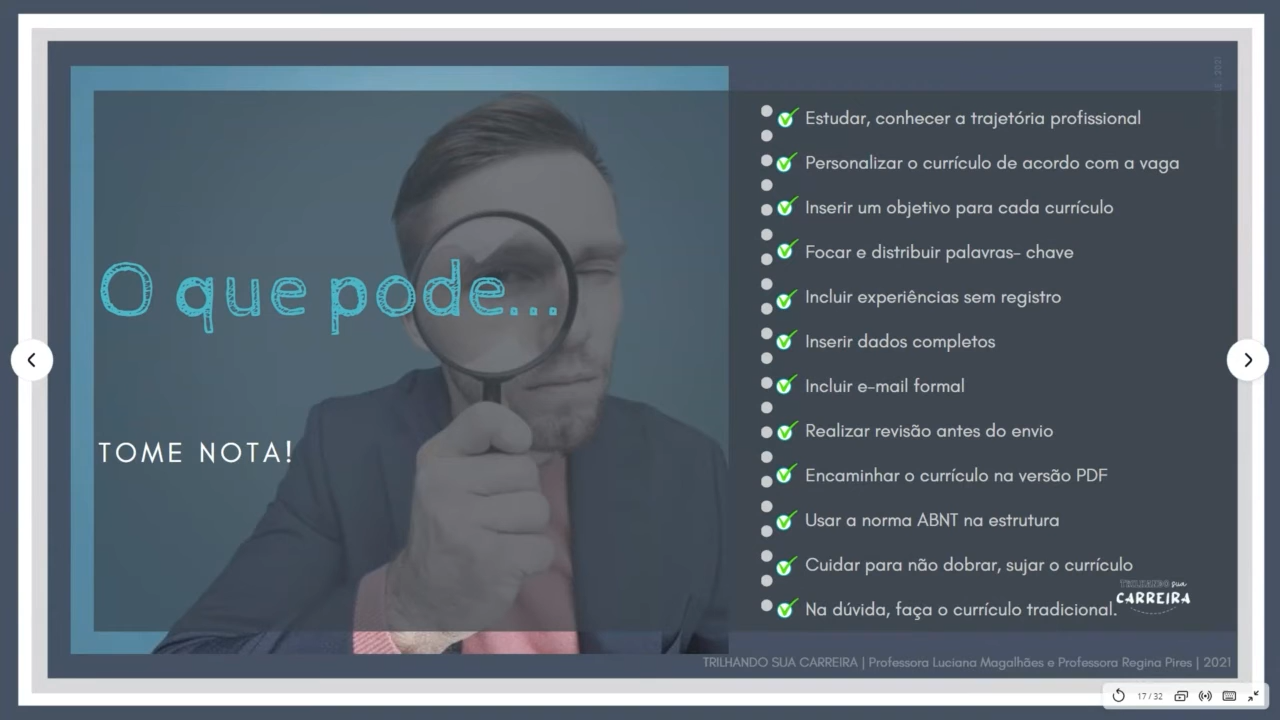 O que pode...
TOME NOTA!
Estudar, conhecer a trajetória profissional
Personalizar o currículo de acordo com a vaga
Inserir um objetivo para cada currículo
Focar e distribuir palavras- chave
Incluir experiências sem registro
Inserir dados completos
Incluir e-mail formal
Realizar revisão antes do envio
Encaminhar o currículo na versão PDF
Usar a norma ABNT na estrutura
Cuidar para não dobrar, sujar o currículo
Na dúvida, faça o currículo tradicional.
TRILHANDO sua
CARREIRA
TRILHANDO SUA CARREIRA | Professora Luciana Magalhães e Professora Regina Pires | 2021
17 / 32